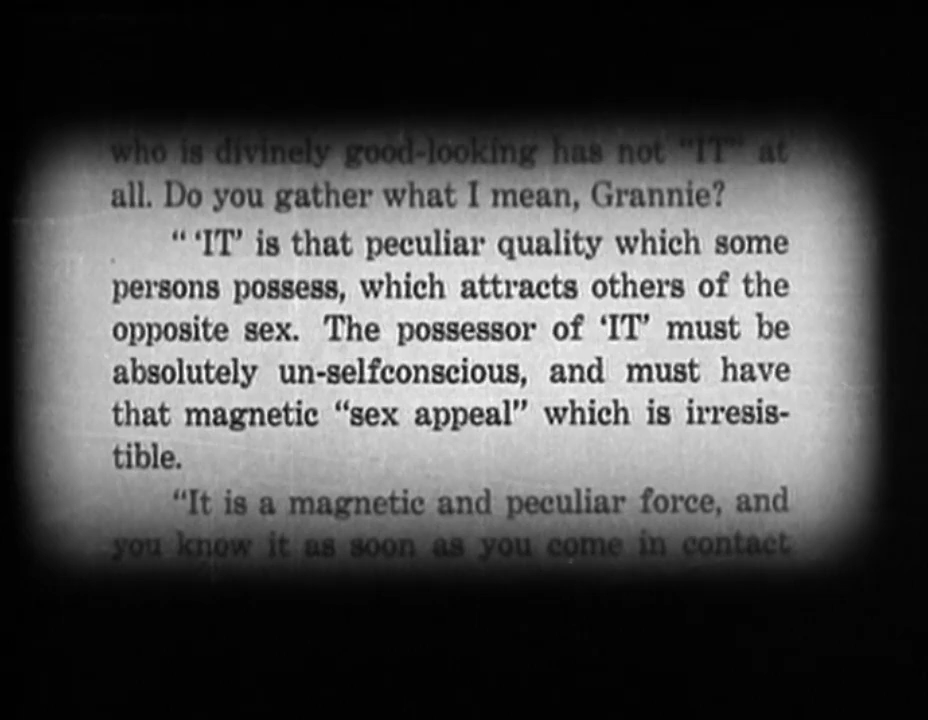 who is divinely good-looking has not "IT" at
all. Do you gather what I mean, Grannie?
" 'IT' is that peculiar quality which some
persons possess, which attracts others of the
opposite sex. The possessor of 'IT' must be
absolutely un-selfconscious, and must have
that magnetic "sex appeal" which is irresis-
tible.
"It is a magnetic and peculiar force, and
you know it as soon as you come in contact